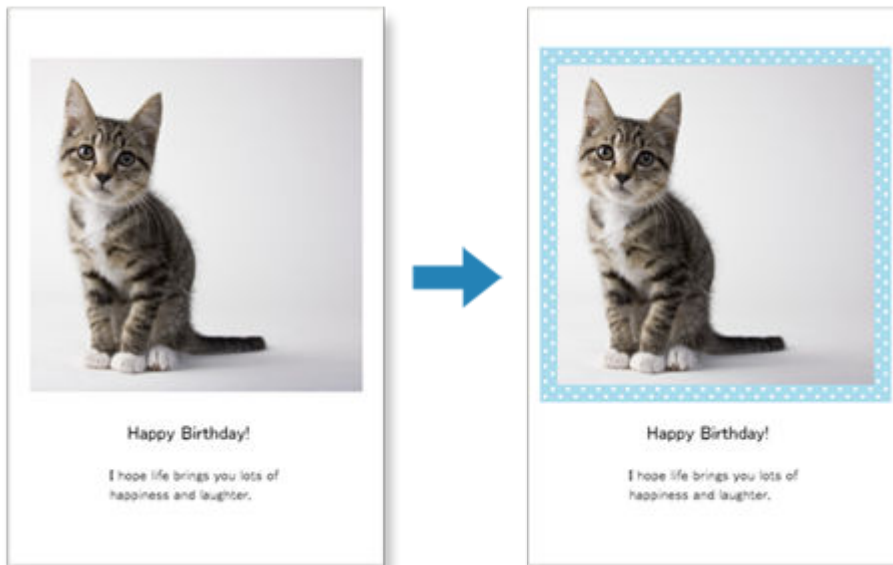 Happy Birthday!
I hope life brings you lots of
happiness and laughter.
Happy Birthday!
I hope life brings you lots of
happiness and laughter.